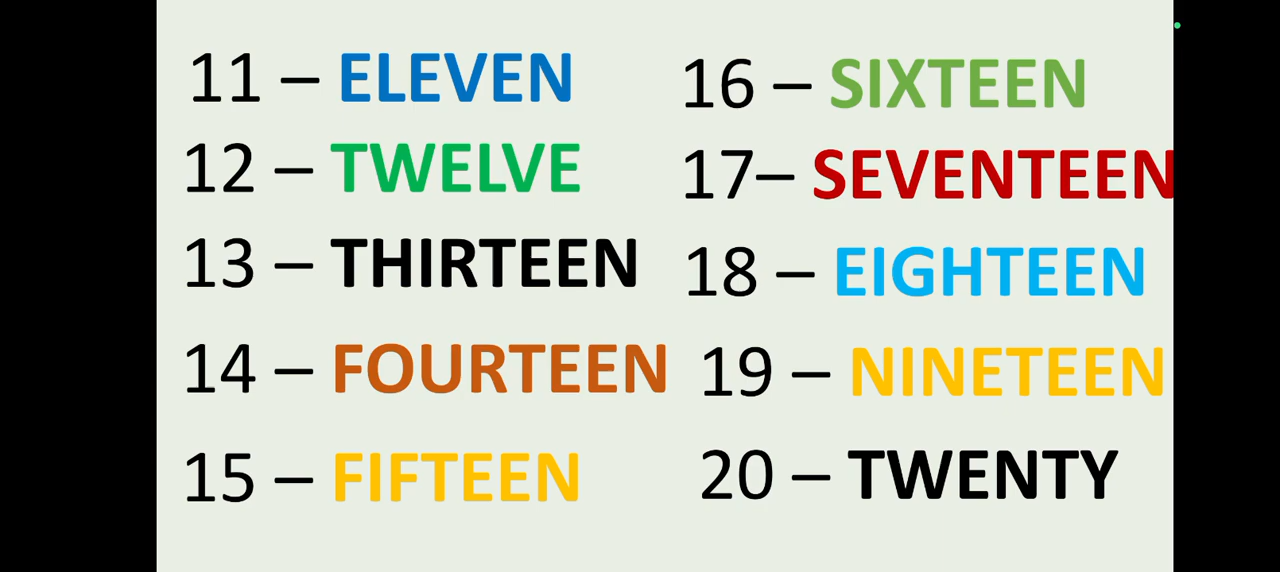 11 – ELEVEN
12 – TWELVE
13 – THIRTEEN
14 – FOURTEEN
15 – FIFTEEN
16 – SIXTEEN
17– SEVENTEEN
18 – EIGHTEEN
19 – NINETEEN
20 – TWENTY